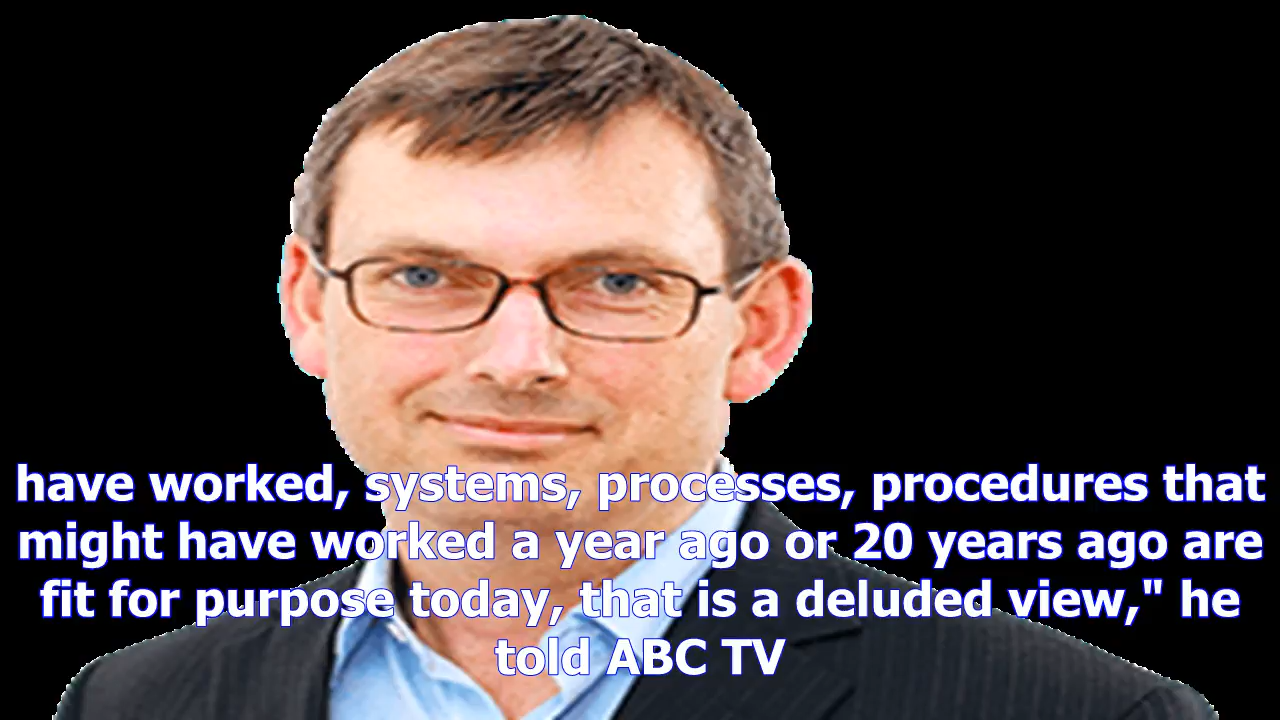 have worked, systems, processes, procedures that
might have worked a year ago or 20 years ago are
fit for purpose today, that is a deluded view," he
told ABC TV